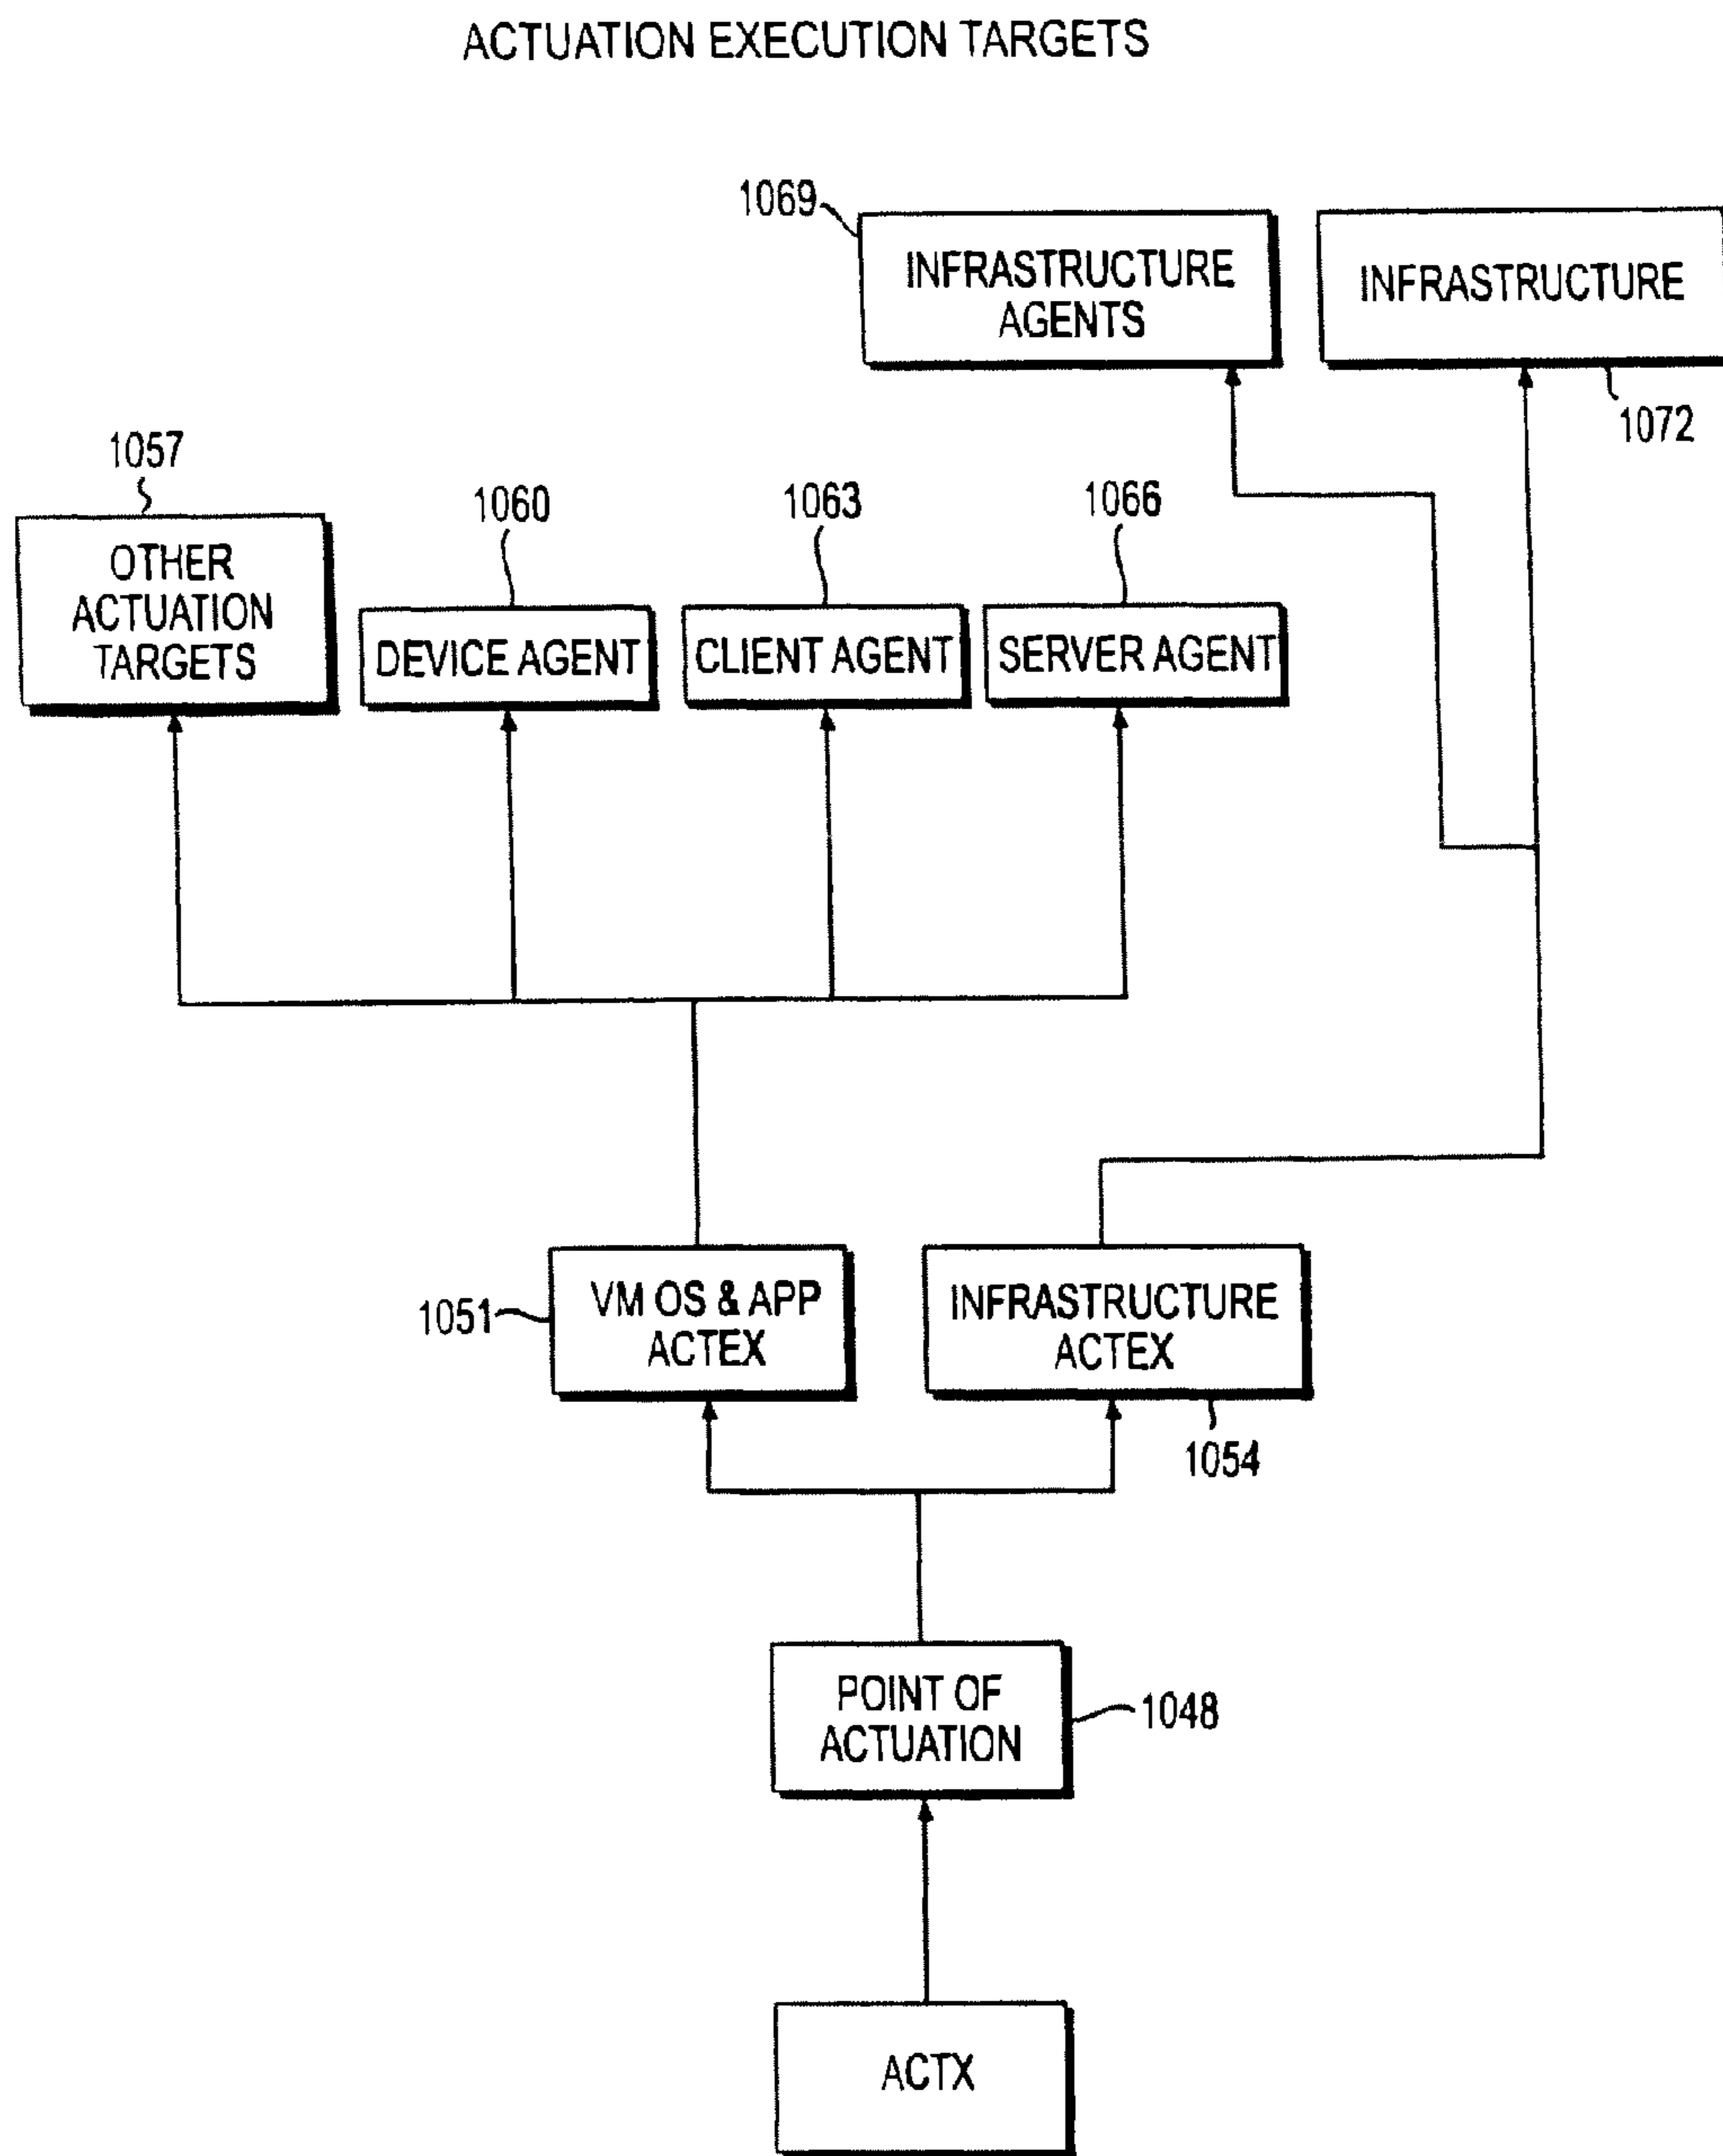 ACTUATION EXECUTION TARGETS
1069
INFRASTRUCTURE
AGENTS
INFRASTRUCTURE
1072
1057
OTHER
ACTUATION
TARGETS
1060
DEVICE AGENT
1063
CLIENT AGENT
1066
SERVER AGENT
1051
VM OS & APP
ACTEX
INFRASTRUCTURE
ACTEX
1054
POINT OF
ACTUATION
1048
ACTX